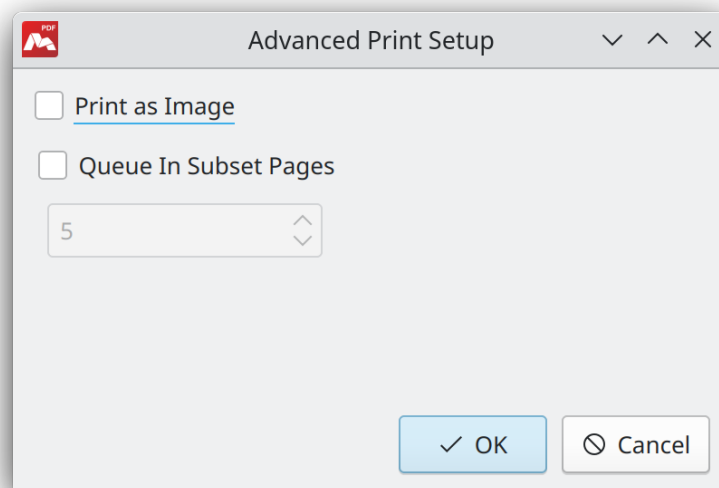 PDF
Advanced Print Setup
Print as Image
Queue In Subset Pages
5
OK
Cancel